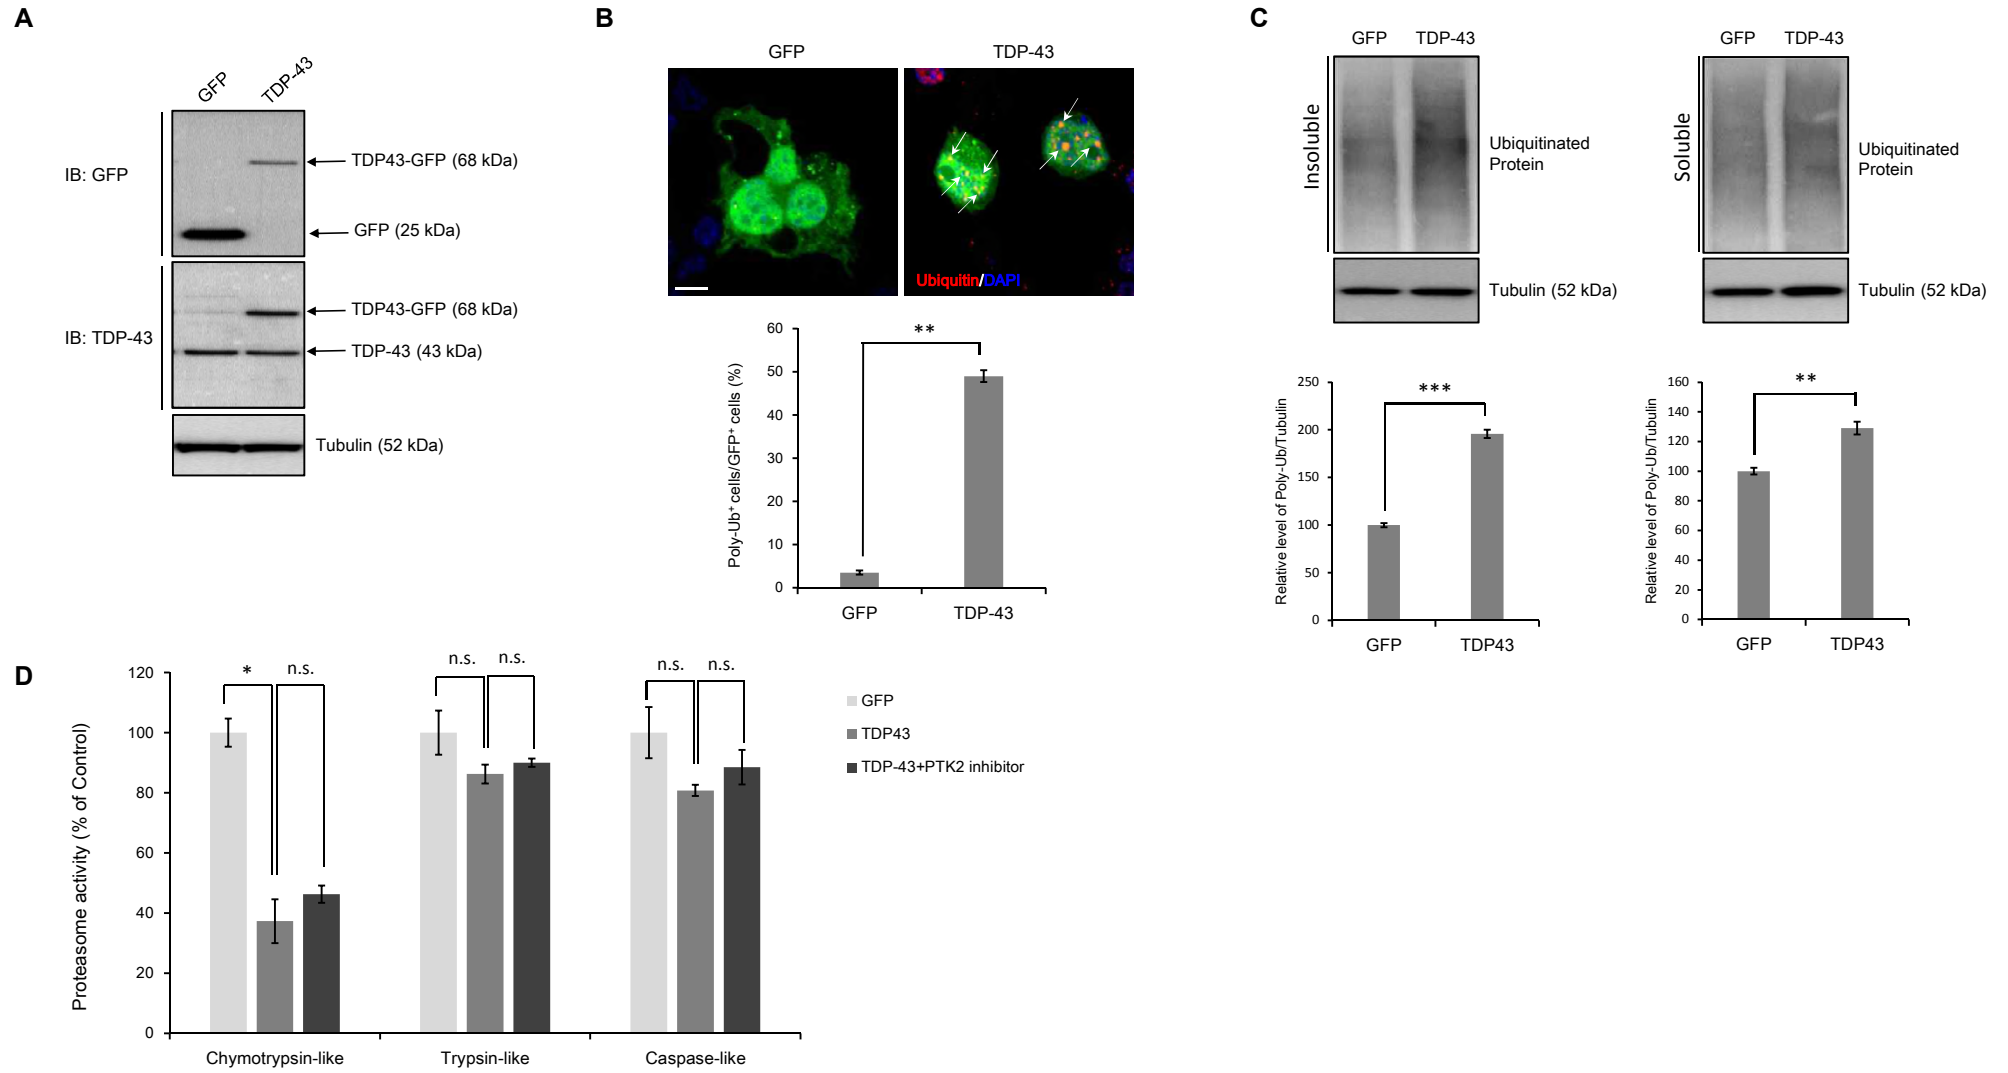 A
GFP
TDP-43
IB: GFP
TDP43-GFP (68 kDa)
GFP (25 kDa)
IB: TDP-43
TDP43-GFP (68 kDa)
TDP-43 (43 kDa)
Tubulin (52 kDa)
B
GFP
TDP-43
Ubiquitin/DAPI
Poly-Ub⁺ cells/GFP⁺ cells (%)
60
50
40
30
20
10
0
**
GFP
TDP-43
C
GFP
TDP-43
Insoluble
Ubiquitinated
Protein
Tubulin (52 kDa)
GFP
TDP-43
Soluble
Ubiquitinated
Protein
Tubulin (52 kDa)
Relative level of Poly-Ub/Tubulin
250
200
150
100
50
0
***
GFP
TDP43
Relative level of Poly-Ub/Tubulin
160
140
120
100
80
60
40
20
0
**
GFP
TDP43
D
Proteasome activity (% of Control)
120
100
80
60
40
20
0
*
n.s.
n.s.
n.s.
n.s.
n.s.
Chymotrypsin-like
Trypsin-like
Caspase-like
GFP
TDP43
TDP-43+PTK2 inhibitor